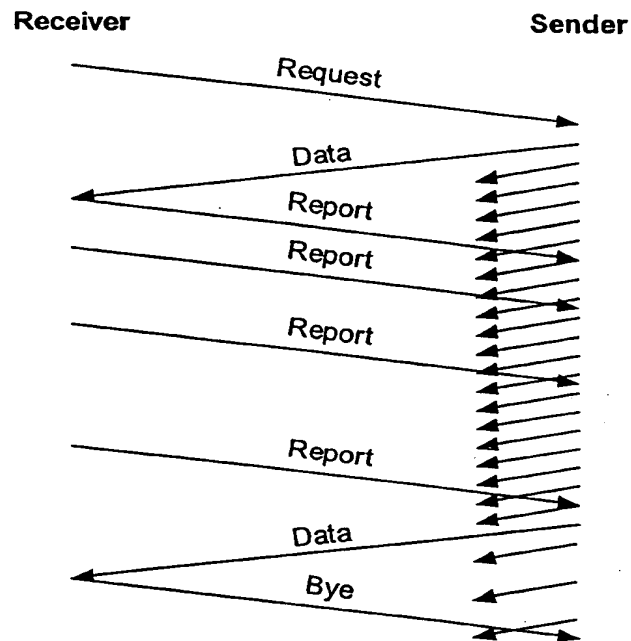 Receiver Sender
Request
Data
Report
Report
Report
Report
Data
Bye